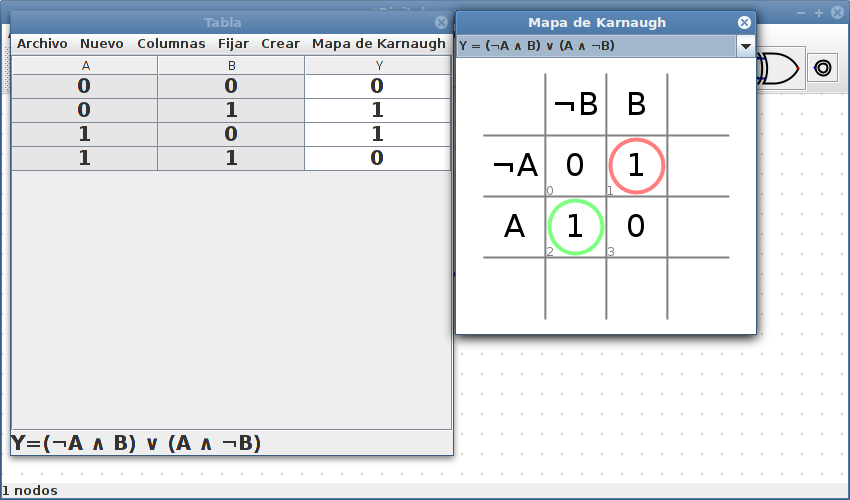 Tabla
Archivo Nuevo Columnas Fijar Crear Mapa de Karnaugh
A B Y
0 0 0
0 1 1
1 0 1
1 1 0
Y=(¬A ∧ B) ∨ (A ∧ ¬B)
1 nodos
Mapa de Karnaugh
Y = (¬A ∧ B) ∨ (A ∧ ¬B)
¬B B
¬A 0 1
0 1
A 1 0
2 3